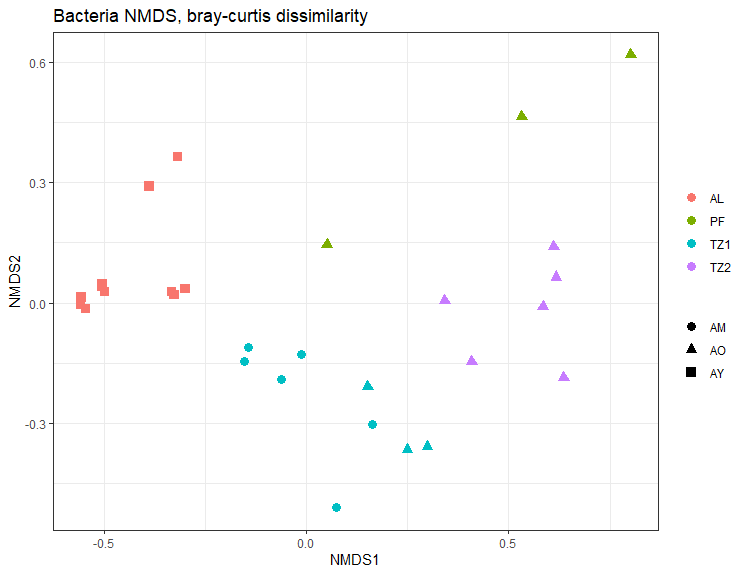 Bacteria NMDS, bray-curtis dissimilarity
0.6
0.3
0.0
-0.3
NMDS2
-0.5
0.0
0.5
NMDS1
AL
PF
TZ1
TZ2
AM
AO
AY